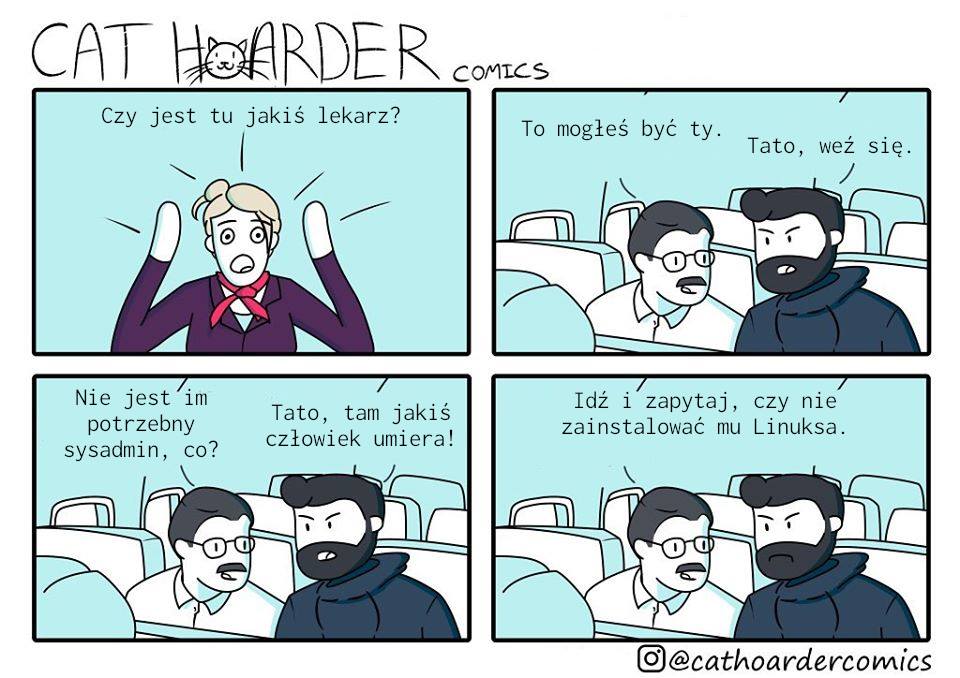 CAT HOARDER COMICS
Czy jest tu jakiś lekarz?
To mogłeś być ty.
Tato, weź się.
Nie jest im
potrzebny
sysadmin, co?
Tato, tam jakiś
człowiek umiera!
Idź i zapytaj, czy nie
zainstalować mu Linuksa.
@cathoardercomics